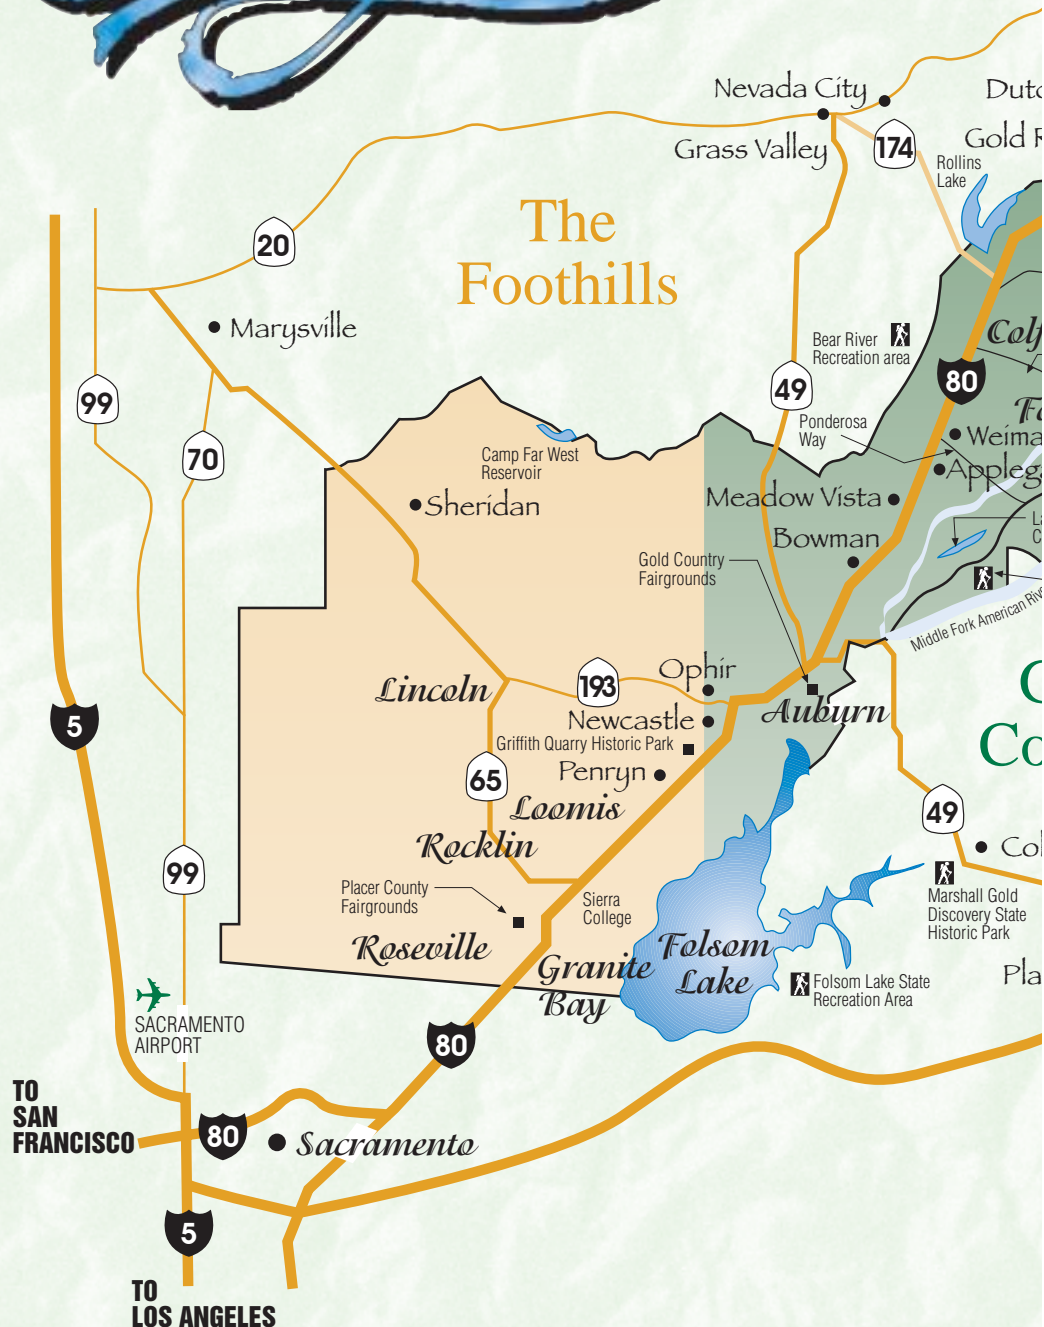 Nevada City
Grass Valley
174
Rollins
Lake
The
Foothills
20
Marysville
Bear River
Recreation area
99
49
80
Ponderosa
Way
70
Camp Far West
Reservoir
Sheridan
Meadow Vista
Bowman
Gold Country
Fairgrounds
Middle Fork American
Ophir
193
Lincoln
Auburn
Newcastle
5
Griffith Quarry Historic Park
Penryn
65
Loomis
49
Rocklin
99
Placer County
Fairgrounds
Sierra
College
Marshall Gold
Discovery State
Historic Park
Roseville
Folsom
Lake
Granite
Bay
Folsom Lake State
Recreation Area
SACRAMENTO
AIRPORT
80
TO
SAN
FRANCISCO
80
Sacramento
5
TO
LOS ANGELES